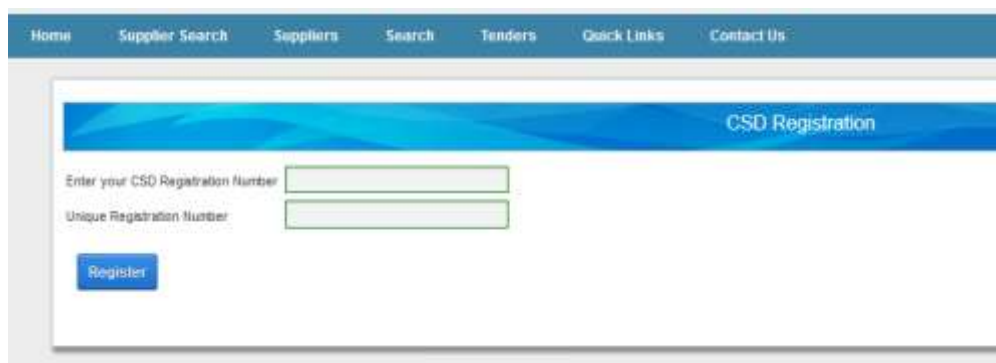 Home Supplier Search Suppliers Search Tenders Quick Links Contact Us
CSD Registration
Enter your CSD Registration Number
Unique Registration Number
Register